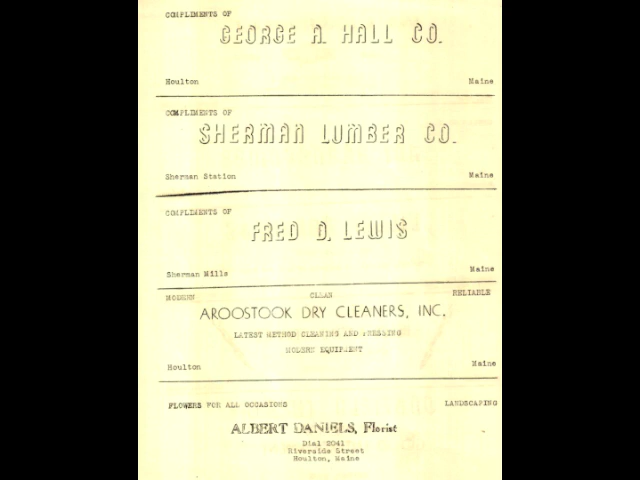 COMPLIMENTS OF
GEORGE A. HALL CO.
Houlton Maine
COMPLIMENTS OF
SHERMAN LUMBER CO.
Sherman Station Maine
COMPLIMENTS OF
FRED D. LEWIS
Sherman Mills Maine
MODERN CLEAN RELIABLE
AROOSTOOK DRY CLEANERS, INC.
LATEST METHOD CLEANING AND PRESSING
MODERN EQUIPMENT
Houlton Maine
FLOWERS FOR ALL OCCASIONS LANDSCAPING
ALBERT DANIELS, Florist
Dial 2041
Riverside Street
Houlton, Maine